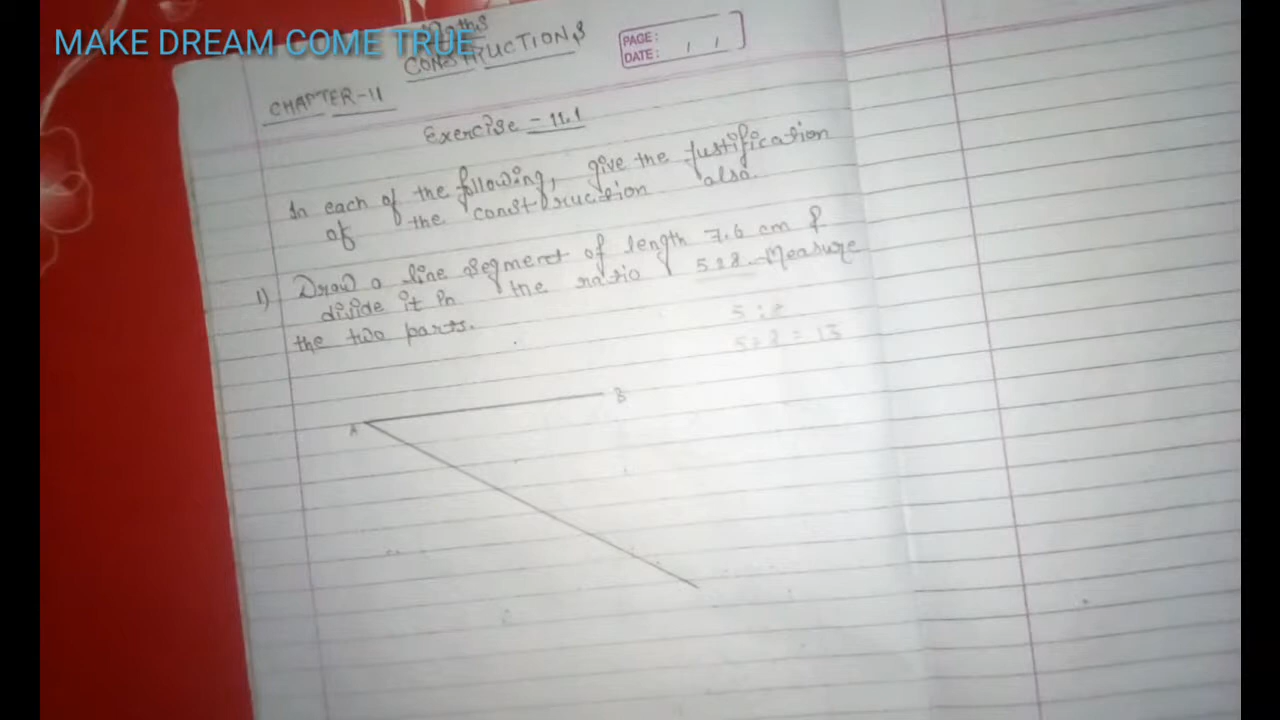 MAKE DREAM COME TRUE
Maths
CONSTRUCTIONS
PAGE:
DATE: / /
CHAPTER-11
Exercise - 11.1
In each of the following, give the justification
of the construction also.
1) Draw a line segment of length 7.6 cm &
divide it in the ratio 5:8. Measure
the two parts.
5:8
5+8 = 13
A
B